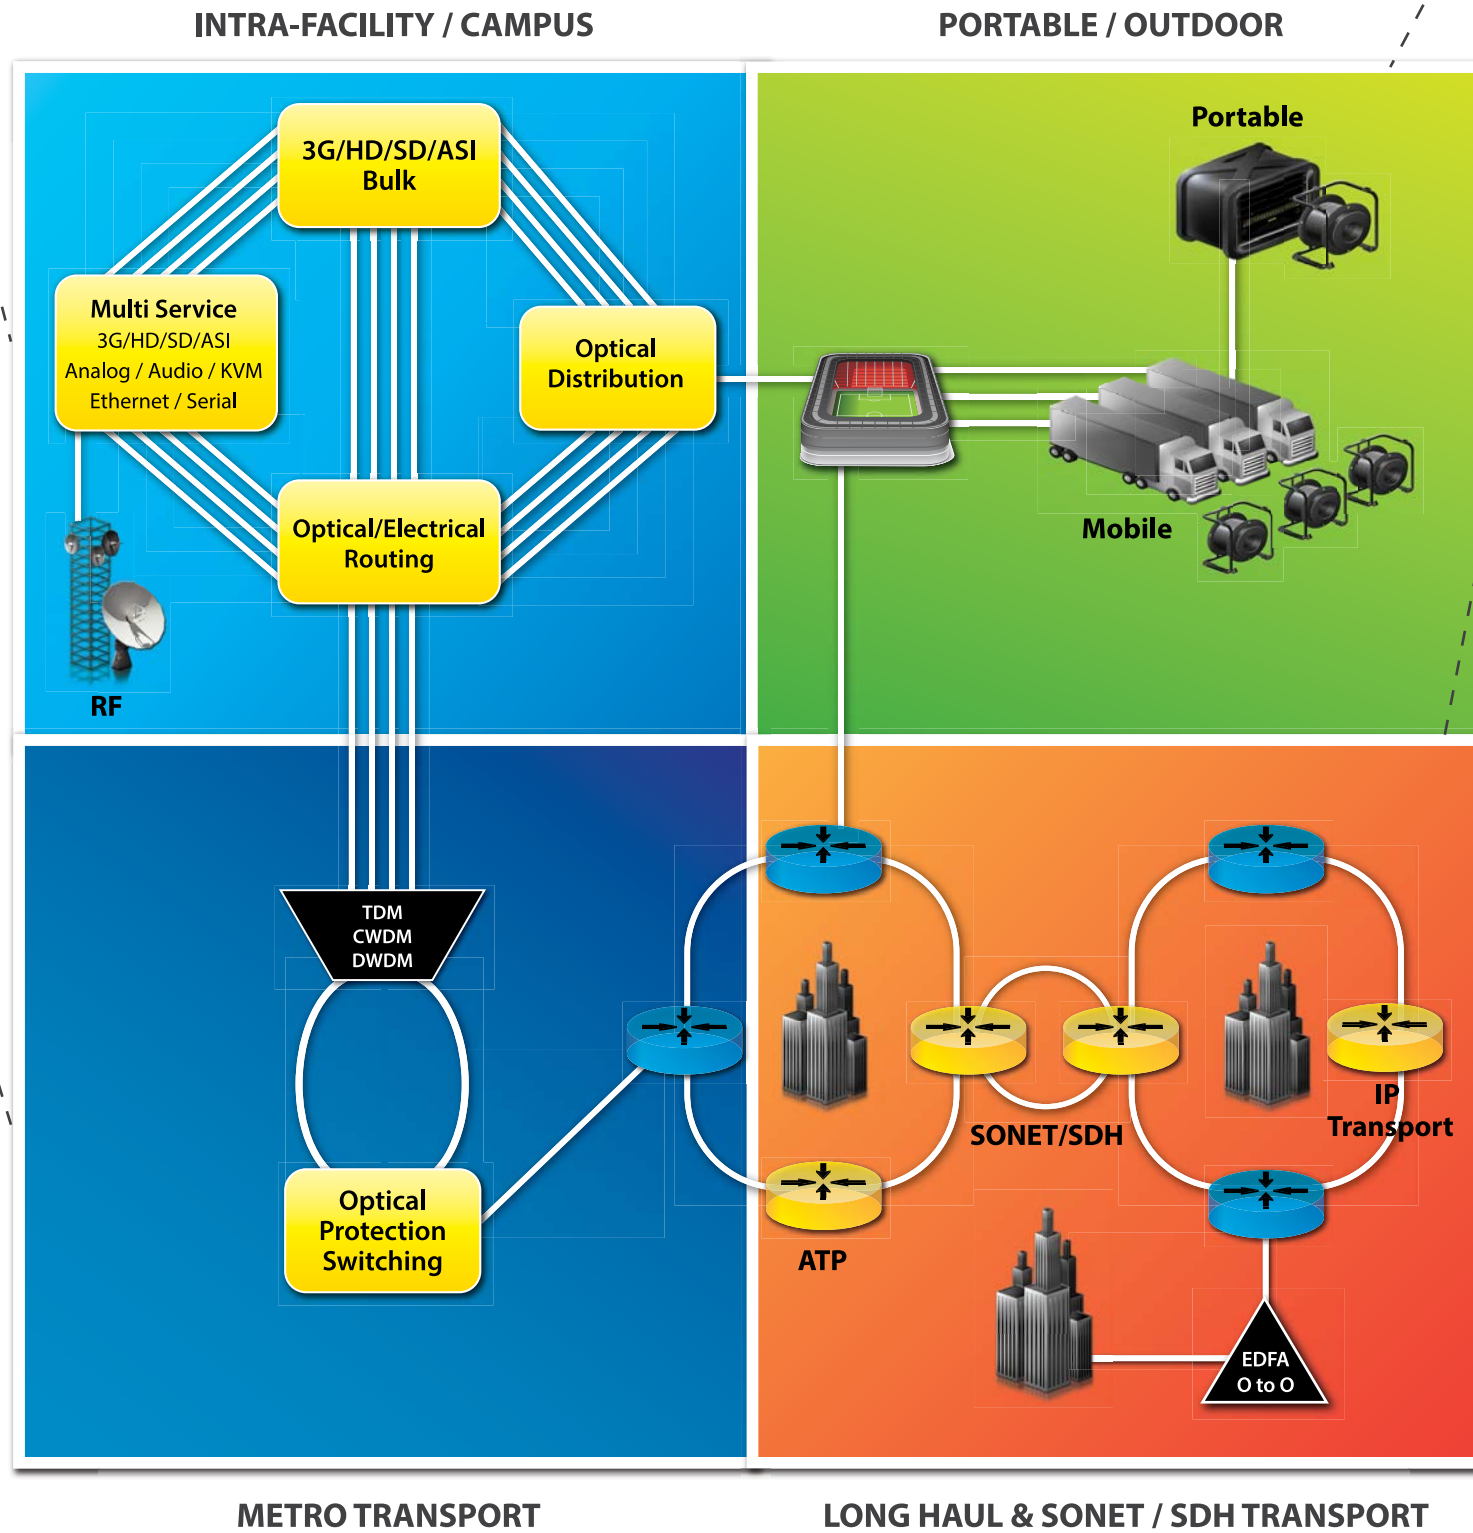 INTRA-FACILITY / CAMPUS
PORTABLE / OUTDOOR
3G/HD/SD/ASI
Bulk
Multi Service
3G/HD/SD/ASI
Analog / Audio / KVM
Ethernet / Serial
Optical
Distribution
Optical/Electrical
Routing
RF
Portable
Mobile
TDM
CWDM
DWDM
Optical
Protection
Switching
SONET/SDH
IP
Transport
ATP
EDFA
O to O
METRO TRANSPORT
LONG HAUL & SONET / SDH TRANSPORT